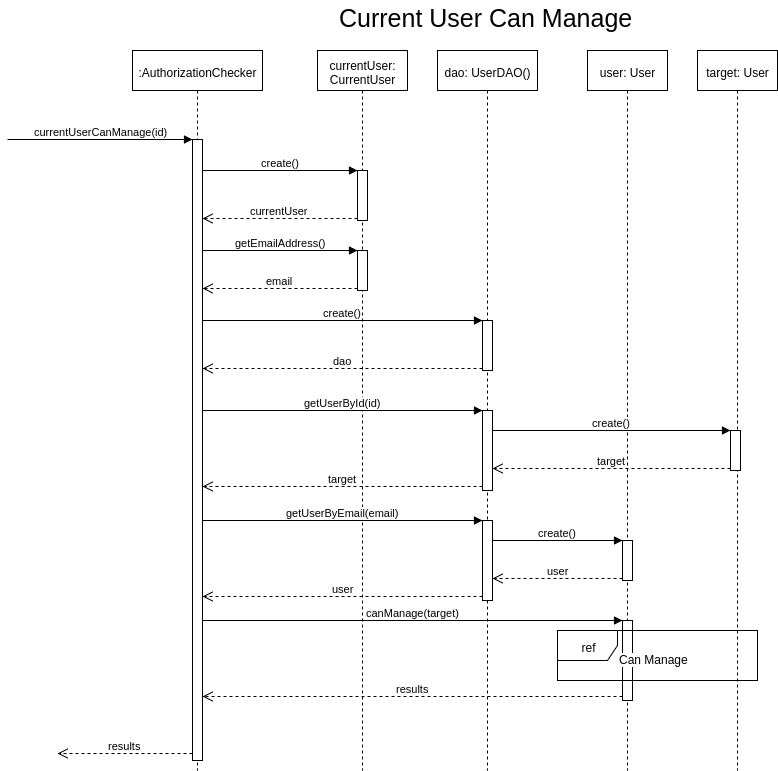 Current User Can Manage
:AuthorizationChecker
currentUser:
CurrentUser
dao: UserDAO()
user: User
target: User
currentUserCanManage(id)
create()
currentUser
getEmailAddress()
email
create()
dao
getUserById(id)
create()
target
target
getUserByEmail(email)
create()
user
user
canManage(target)
ref
Can Manage
results
results